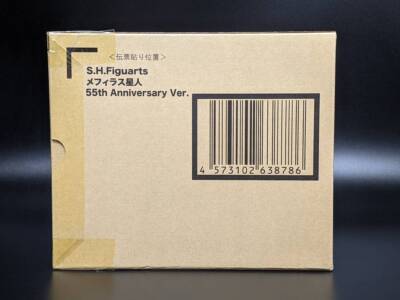 ＜伝票貼り位置＞
S.H.Figuarts
メフィラス星人
55th Anniversary Ver.
4 573102 638786